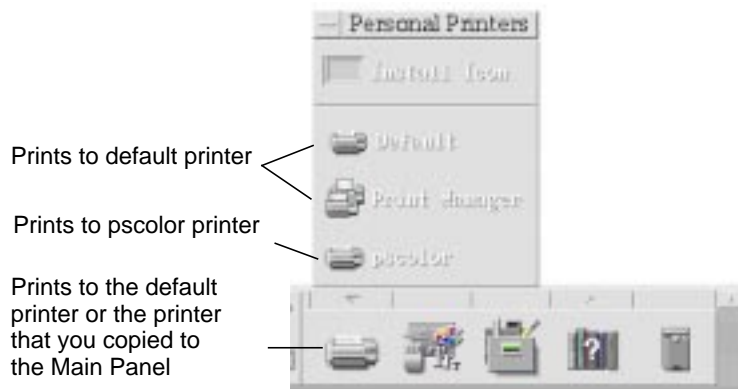 Personal Printers
Install Icon
Prints to default printer
Default
Print Manager
Prints to pscolor printer
pscolor
Prints to the default
printer or the printer
that you copied to
the Main Panel
?